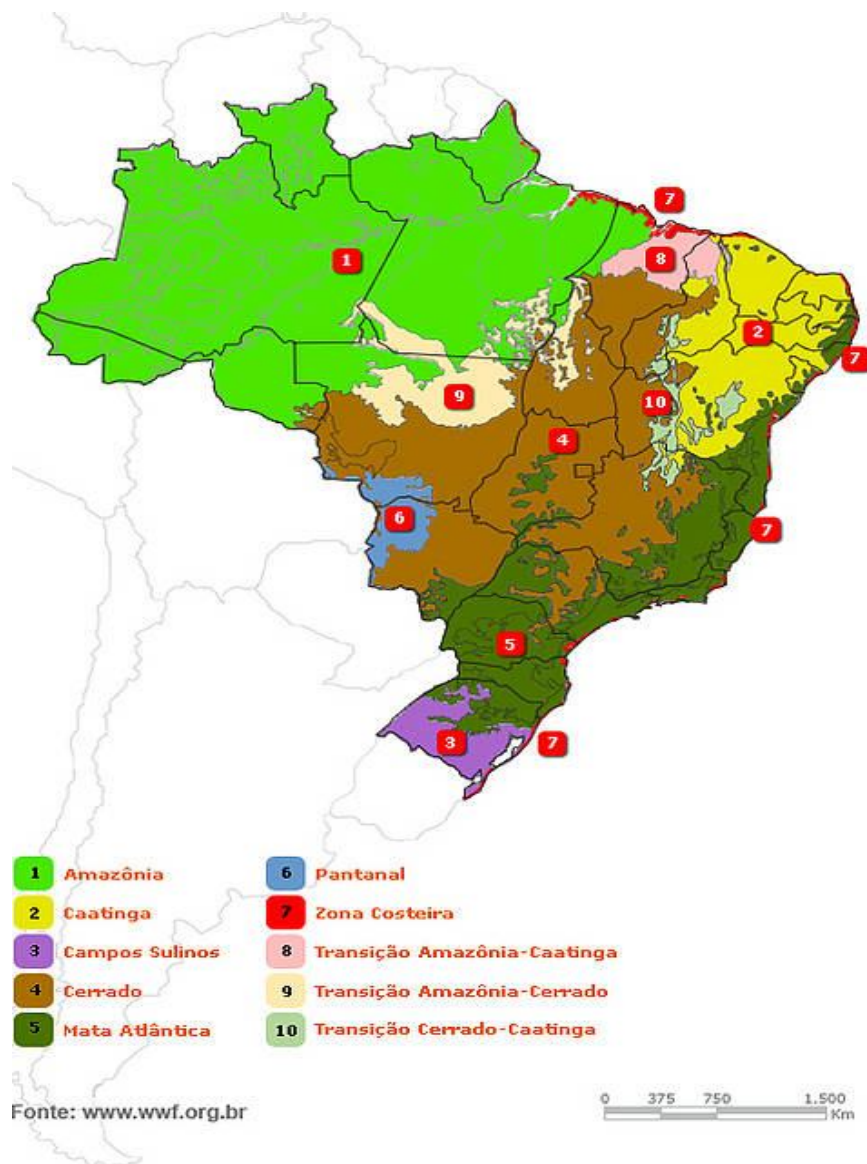 7
8
1
2
7
9
10
4
6
7
5
3
7
1 Amazônia
2 Caatinga
3 Campos Sulinos
4 Cerrado
5 Mata Atlântica
6 Pantanal
7 Zona Costeira
8 Transição Amazônia-Caatinga
9 Transição Amazônia-Cerrado
10 Transição Cerrado-Caatinga
Fonte: www.wwf.org.br
0 375 750 1.500
Km